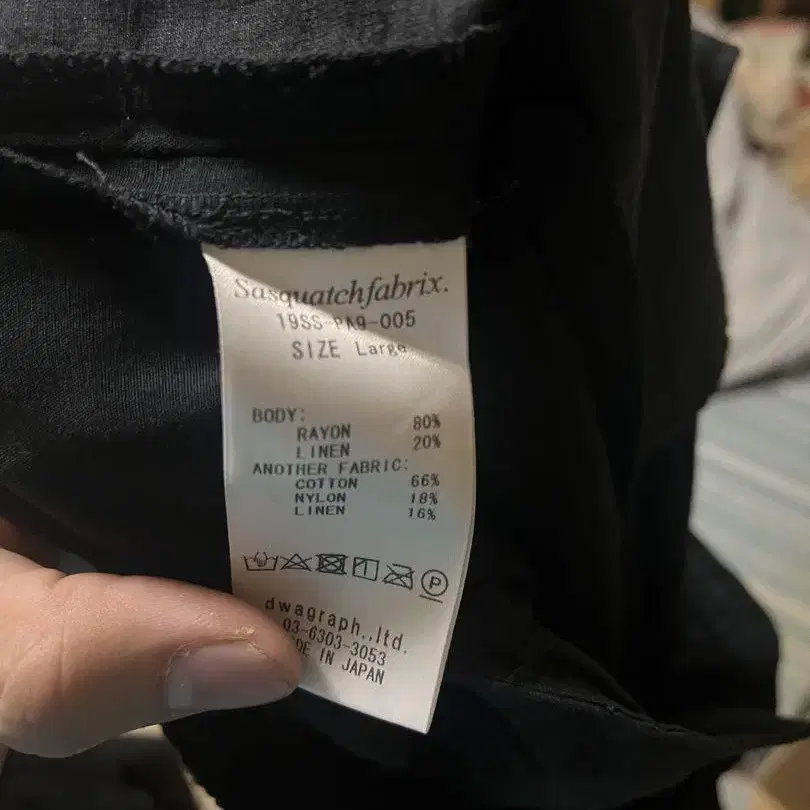 Sasquatchfabrix.
19SS-PA9-005
SIZE Large
BODY:
RAYON 80%
LINEN 20%
ANOTHER FABRIC:
COTTON 66%
NYLON 18%
LINEN 16%
P
dwagraph.,ltd.
03-6303-3053
DE IN JAPAN